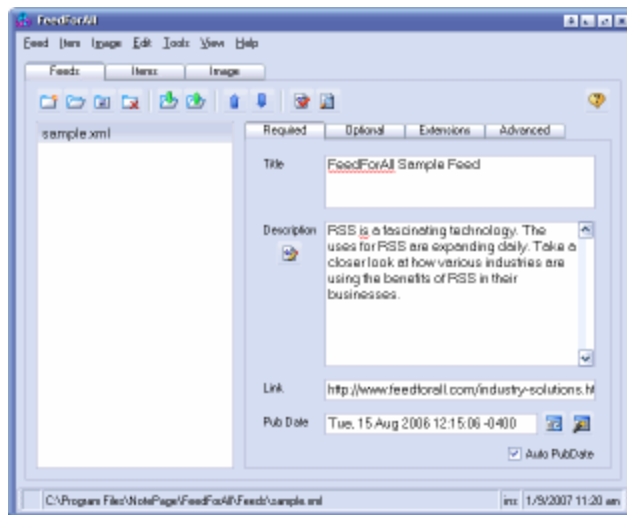 FeedForAll
Feed Item Image Edit Tools View Help
Feeds Items Image
sample.xml
Required Optional Extensions Advanced
Title
FeedForAll Sample Feed
Description
RSS is a fascinating technology. The
uses for RSS are expanding daily. Take a
closer look at how various industries are
using the benefits of RSS in their
businesses.
Link
http://www.feedforall.com/industry-solutions.ht
Pub Date
Tue, 15 Aug 2006 12:15:06 -0400
Auto PubDate
C:\Program Files\NotePage\FeedForAll\Feeds\sample.xml
ins 1/9/2007 11:20 am